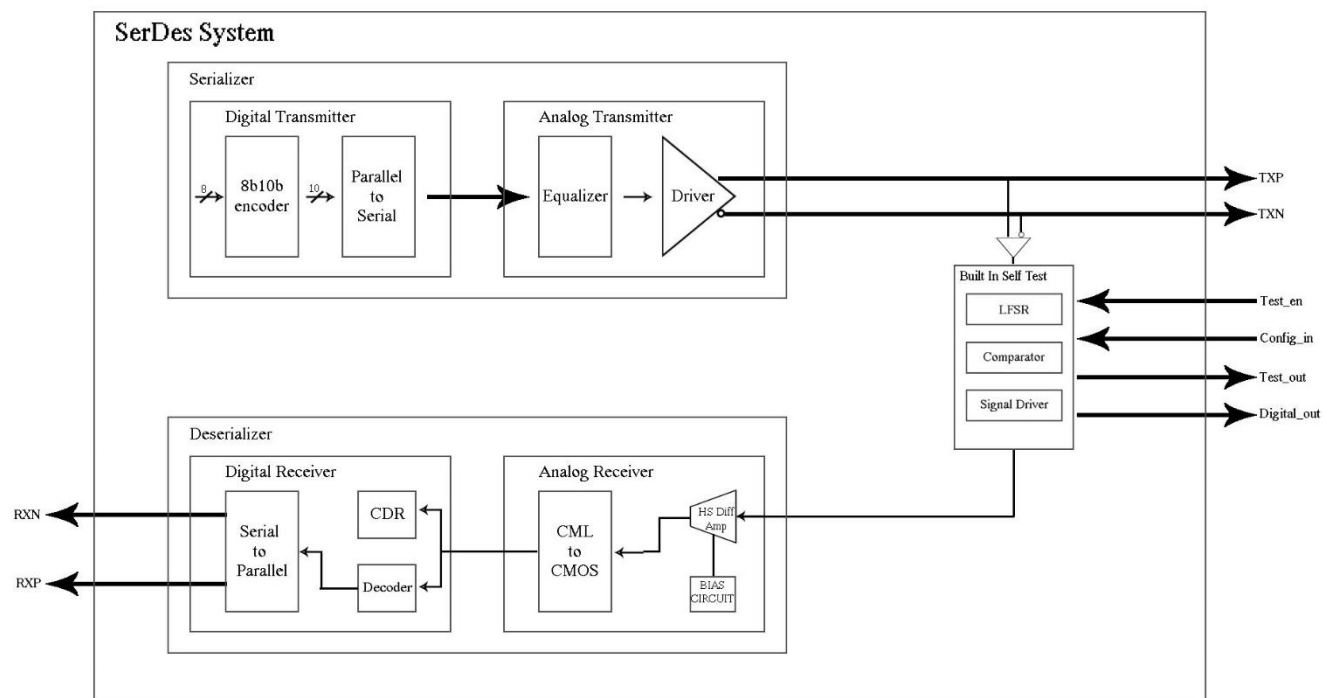 SerDes System
Serializer
Digital Transmitter
8
8b10b
encoder
10
Parallel
to
Serial
Analog Transmitter
Equalizer
Driver
TXP
TXN
Built In Self Test
LFSR
Comparator
Signal Driver
Test_en
Config_in
Test_out
Digital_out
Deserializer
Digital Receiver
RXN
RXP
Serial
to
Parallel
CDR
Decoder
Analog Receiver
CML
to
CMOS
HS Diff
Amp
BIAS
CIRCUIT